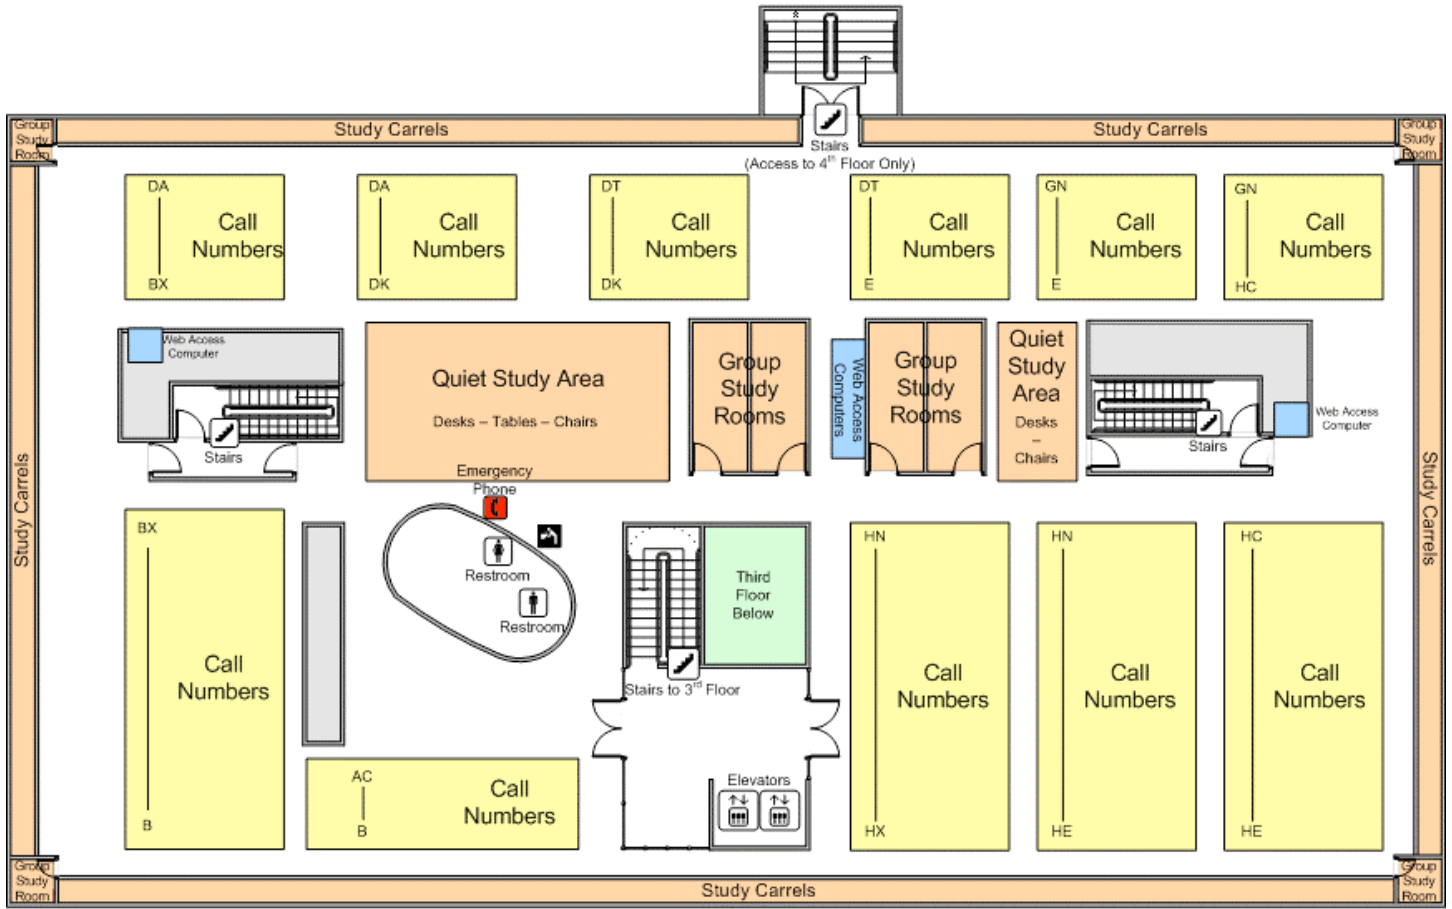 Study Carrels
Study Carrels
Group
Study
Room
Group
Study
Room
Stairs
(Access to 4th Floor Only)
DA
BX
Call
Numbers
DA
DK
Call
Numbers
DT
DK
Call
Numbers
DT
E
Call
Numbers
GN
E
Call
Numbers
GN
HC
Call
Numbers
Web Access
Computer
Stairs
Quiet Study Area
Desks – Tables – Chairs
Group
Study
Rooms
Web Access
Computers
Group
Study
Rooms
Quiet
Study
Area
Desks
–
Chairs
Stairs
Web Access
Computer
Study Carrels
Study Carrels
Emergency
Phone
Restroom
Restroom
BX
B
Call
Numbers
AC
B
Call
Numbers
Third
Floor
Below
Stairs to 3rd Floor
Elevators
HN
HX
Call
Numbers
HN
HE
Call
Numbers
HC
HE
Call
Numbers
Group
Study
Room
Group
Study
Room
Study Carrels